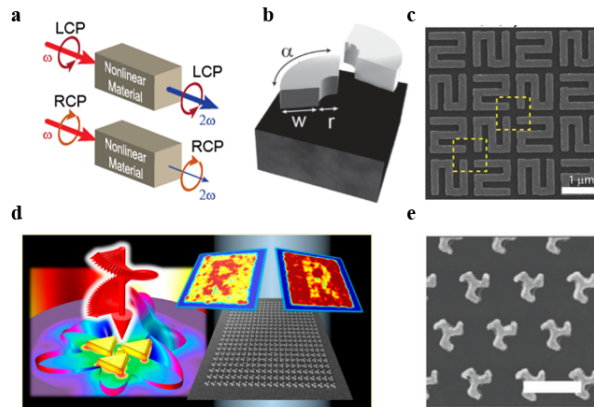 a
LCP
ω
Nonlinear
Material
LCP
2ω
RCP
ω
Nonlinear
Material
RCP
2ω
b
α
w
r
c
1 μm
d
R
R
e